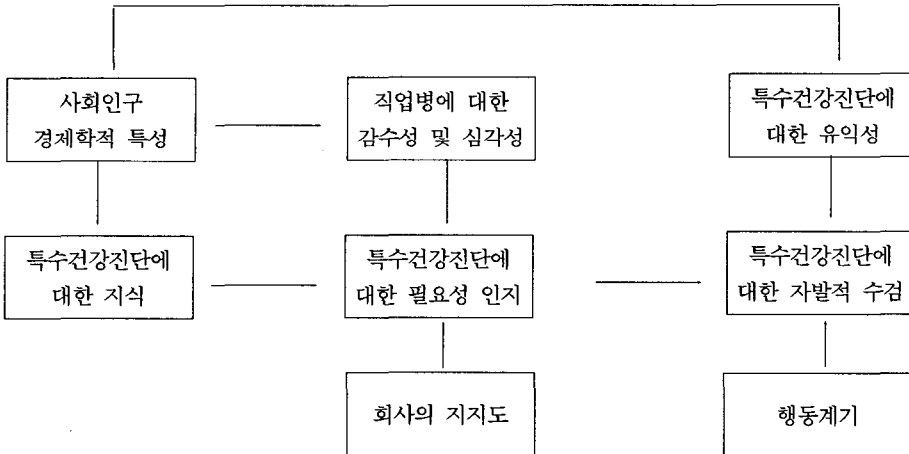 사회인구
경제학적 특성
직업병에 대한
감수성 및 심각성
특수건강진단에
대한 유익성
특수건강진단에
대한 지식
특수건강진단에
대한 필요성 인지
특수건강진단에
대한 자발적 수검
회사의 지지도
행동계기